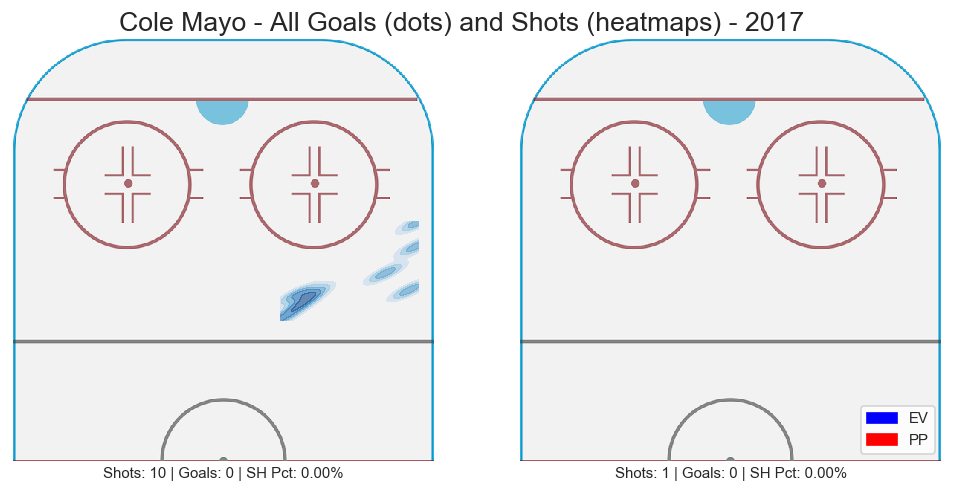 Cole Mayo - All Goals (dots) and Shots (heatmaps) - 2017
EV
PP
Shots: 10 | Goals: 0 | SH Pct: 0.00%
Shots: 1 | Goals: 0 | SH Pct: 0.00%